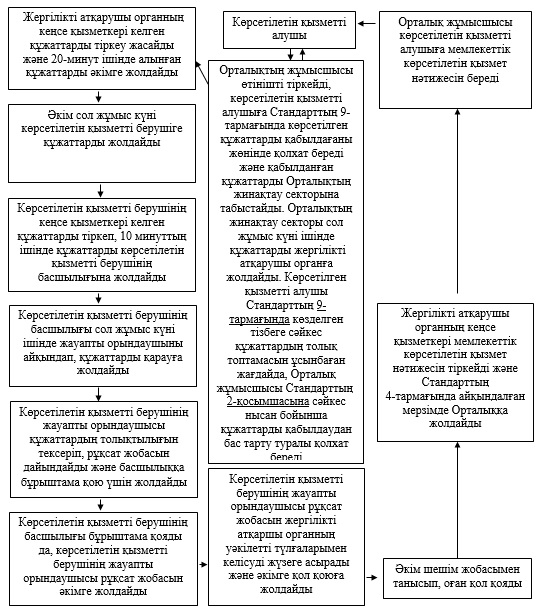 Жергілікті атқарушы органның
кеңсе қызметкері келген
құжаттарды тіркеу жасайды
және 20-минут ішінде алынған
құжаттарды әкімге жолдайды
Әкім сол жұмыс күні
көрсетілетін қызметті берушіге
құжаттарды жолдайды
Көрсетілетін қызметті берушінің
кеңсе қызметкері келген
құжаттарды тіркеп, 10 минуттың
ішінде құжаттарды көрсетілетін
қызметті берушінің
басшылығына жолдайды
Көрсетілетін қызметті берушінің
басшылығы сол жұмыс күні
ішінде жауапты орындаушыны
айқындап, құжаттарды қарауға
жолдайды
Көрсетілетін қызметті берушінің
жауапты орындаушысы
құжаттардың толықтылығын
тексеріп, рұқсат жобасын
дайындайды және басшылыққа
бұрыштама қою үшін жолдайды
Көрсетілетін қызметті берушінің
басшылығы бұрыштама қояды
да, көрсетілетін қызметті
берушінің жауапты
орындаушысы рұқсат жобасын
әкімге жолдайды
Көрсетілетін қызметті
алушы
Орталықтың жұмысшысы
өтінішті тіркейді,
көрсетілетін қызметті
алушыға Стандарттың 9-
тармағында көрсетілген
құжаттарды қабылдағаны
жөнінде қолхат береді
және қабылданған
құжаттарды Орталықтың
жинақтау секторына
табыстайды. Орталықтың
жинақтау секторы сол
жұмыс күні ішінде
құжаттарды жергілікті
атқарушы органға
жолдайды. Көрсетілген
қызметті алушы
Стандарттың 9-
тармағында көзделген
тізбеге сәйкес
құжаттардың толық
топтамасын ұсынбаған
жағдайда, Орталық
жұмысшысы Стандарттың
2-қосымшасына сәйкес
нысан бойынша
құжаттарды қабылдаудан
бас тарту туралы қолхат
береді
Көрсетілетін қызметті
берушінің жауапты
орындаушысы рұқсат
жобасын жергілікті
атқаршы органның
уәкілетті тұлғаларымен
келісуді жүзеге асырады
және әкімге қол қоюға
жолдайды
Орталық жұмысшысы
көрсетілетін қызметті
алушыға мемлекеттік
көрсетілетін қызмет
нәтижесін береді
Жергілікті атқарушы
органның кеңсе
қызметкері мемлекеттік
көрсетілетін қызмет
нәтижесін тіркейді және
Стандарттың
4-тармағында айқындалған
мерзімде Орталыққа
жолдайды
Әкім шешім жобасымен
танысып, оған қол қояды